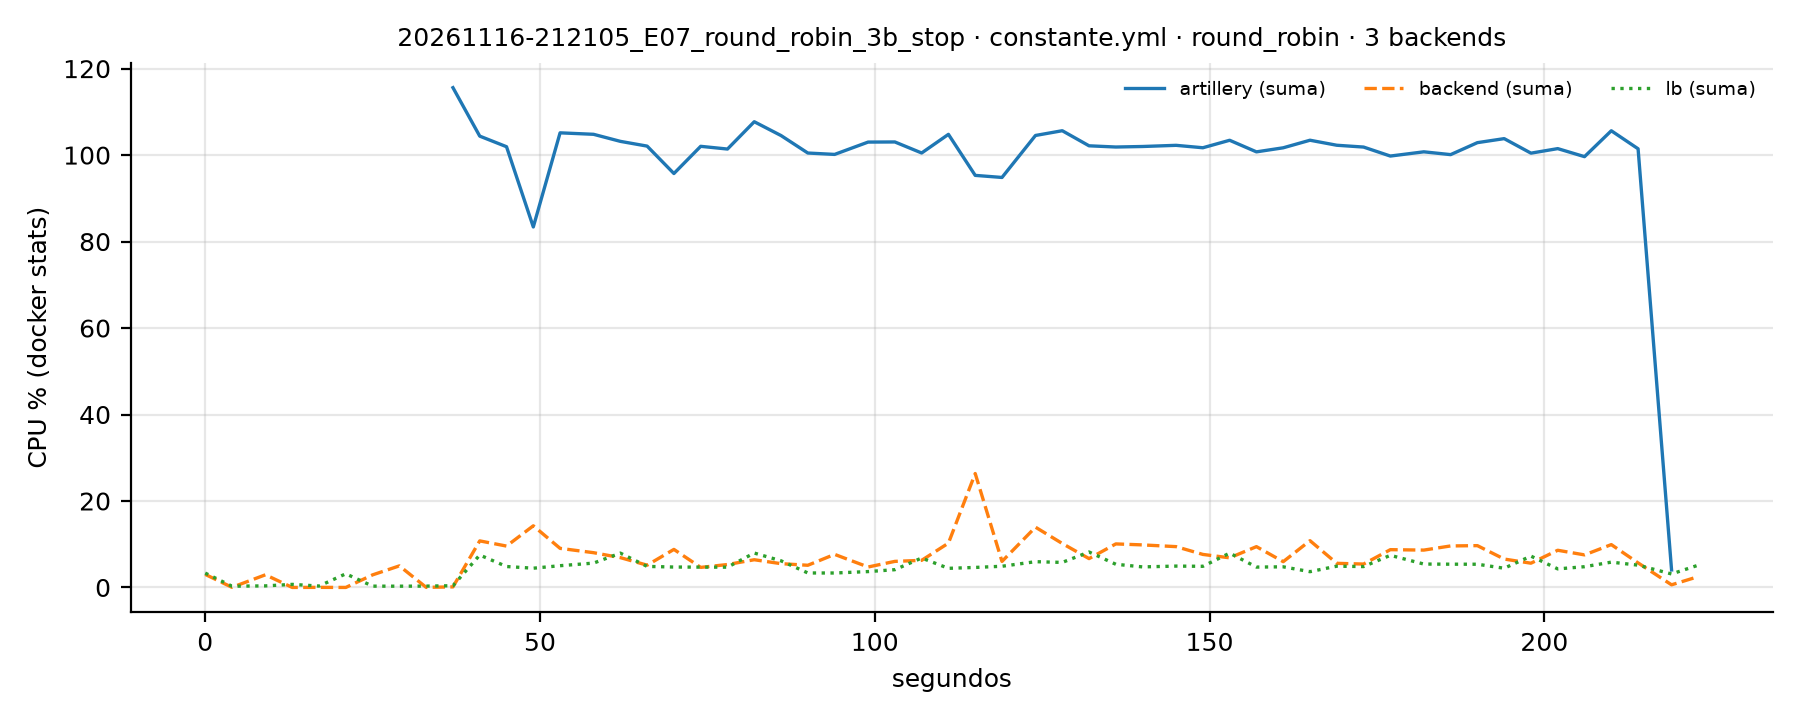 20261116-212105_E07_round_robin_3b_stop · constante.yml · round_robin · 3 backends
artillery (suma) backend (suma) lb (suma)
CPU % (docker stats)
120
100
80
60
40
20
0
0 50 100 150 200
segundos